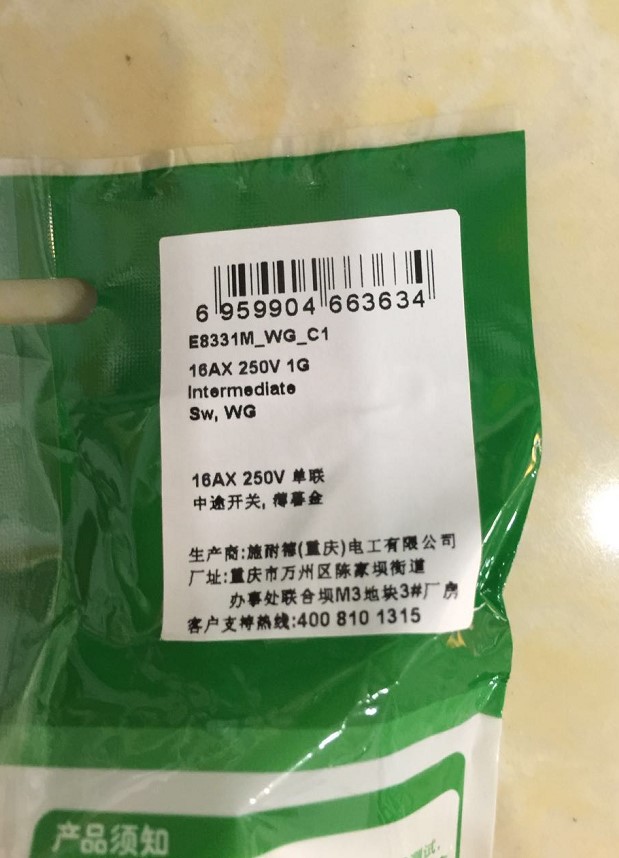 6 959904 663634
E8331M_WG_C1
16AX 250V 1G
Intermediate
Sw, WG
16AX 250V 单联
中途开关, 薄暮金
生产商:施耐德(重庆)电工有限公司
厂址:重庆市万州区陈家坝街道
办事处联合坝M3地块3#厂房
客户支持热线:400 810 1315
产品须知